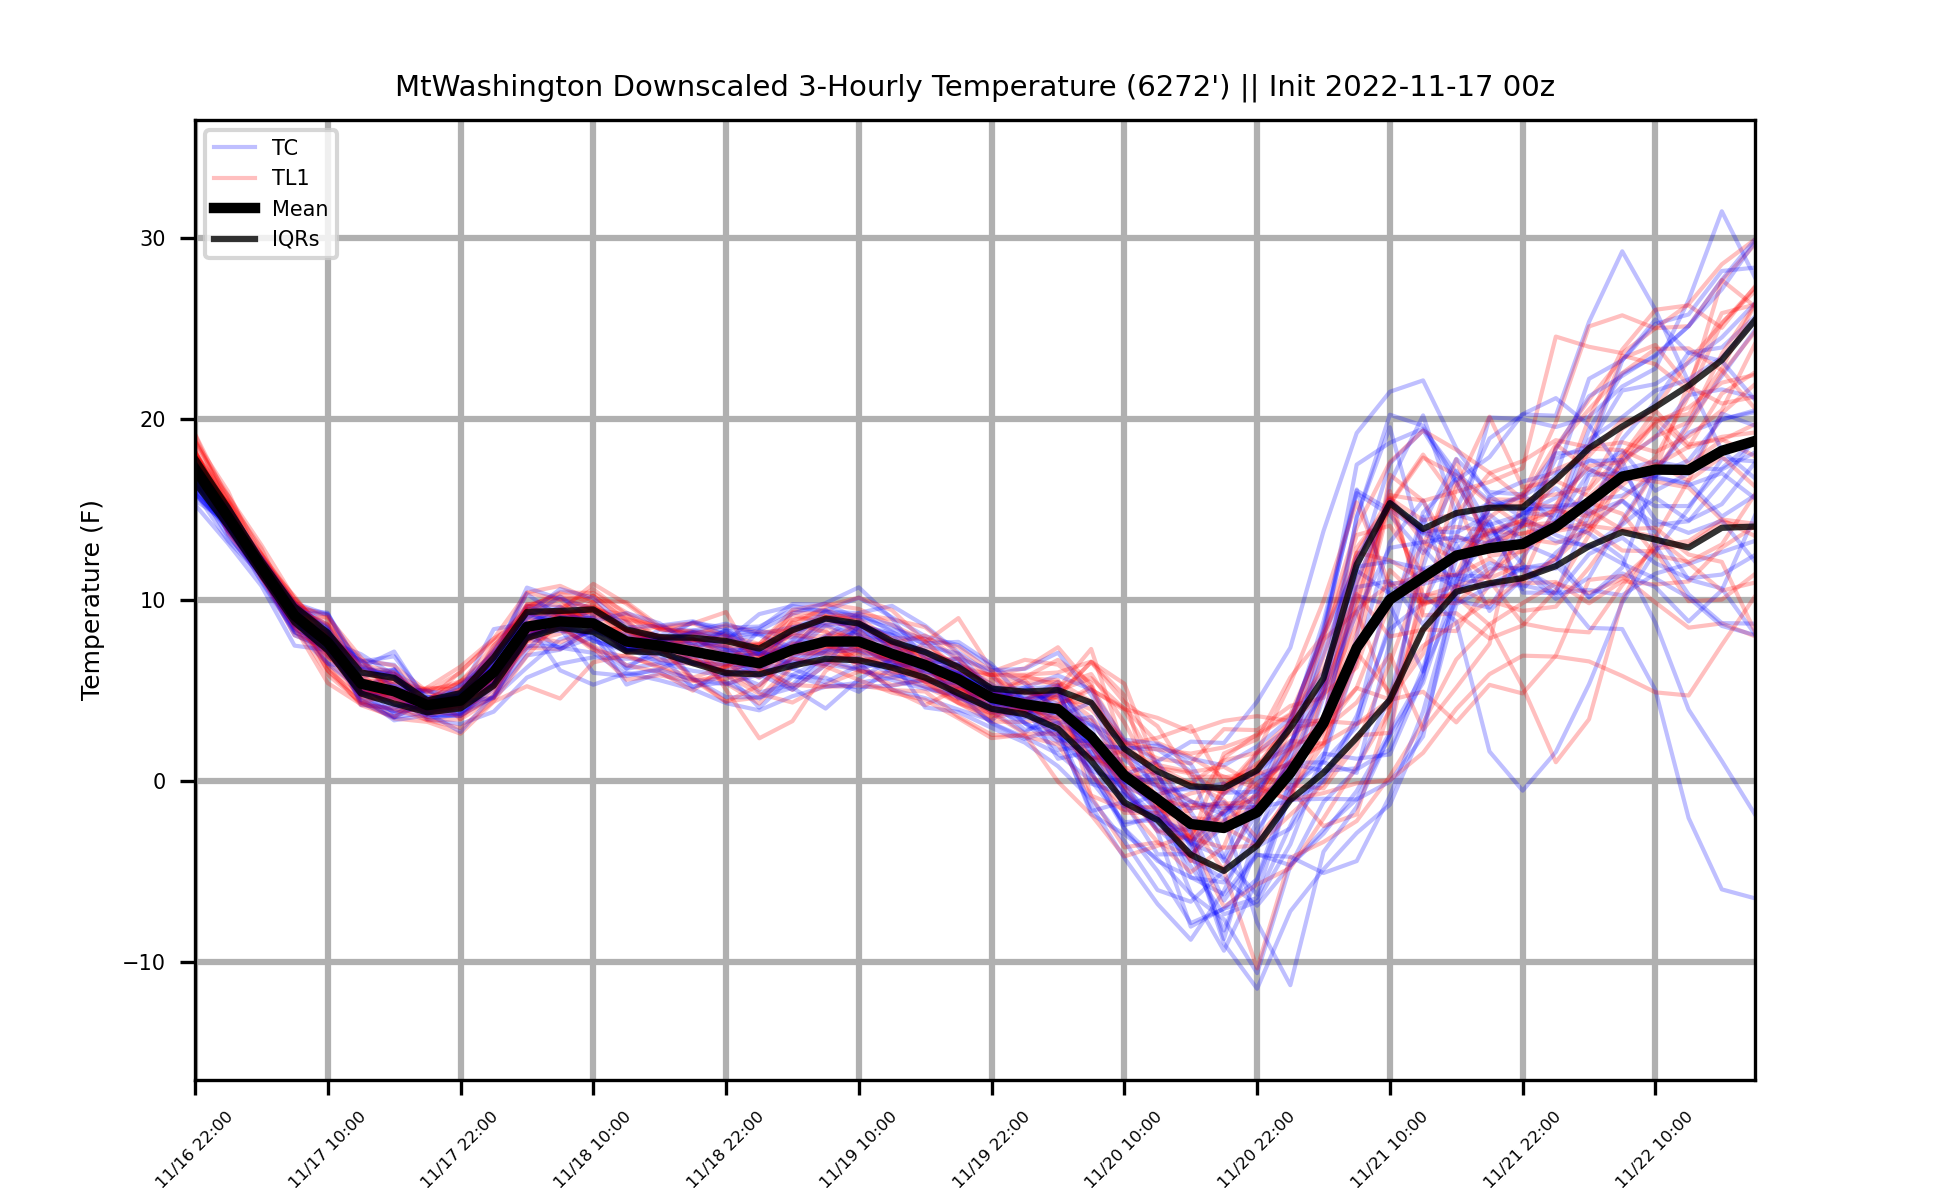 MtWashington Downscaled 3-Hourly Temperature (6272') || Init 2022-11-17 00z
TC
TL1
Mean
IQRs
Temperature (F)
30
20
10
0
−10
11/16 22:00
11/17 10:00
11/17 22:00
11/18 10:00
11/18 22:00
11/19 10:00
11/19 22:00
11/20 10:00
11/20 22:00
11/21 10:00
11/21 22:00
11/22 10:00